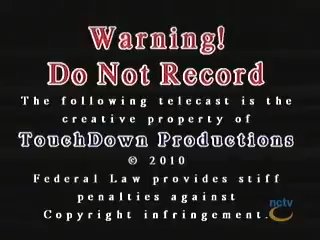 Warning!
Do Not Record
The following telecast is the
creative property of
TouchDown Productions
© 2010
Federal Law provides stiff
penalties against
Copyright infringement.
nctv